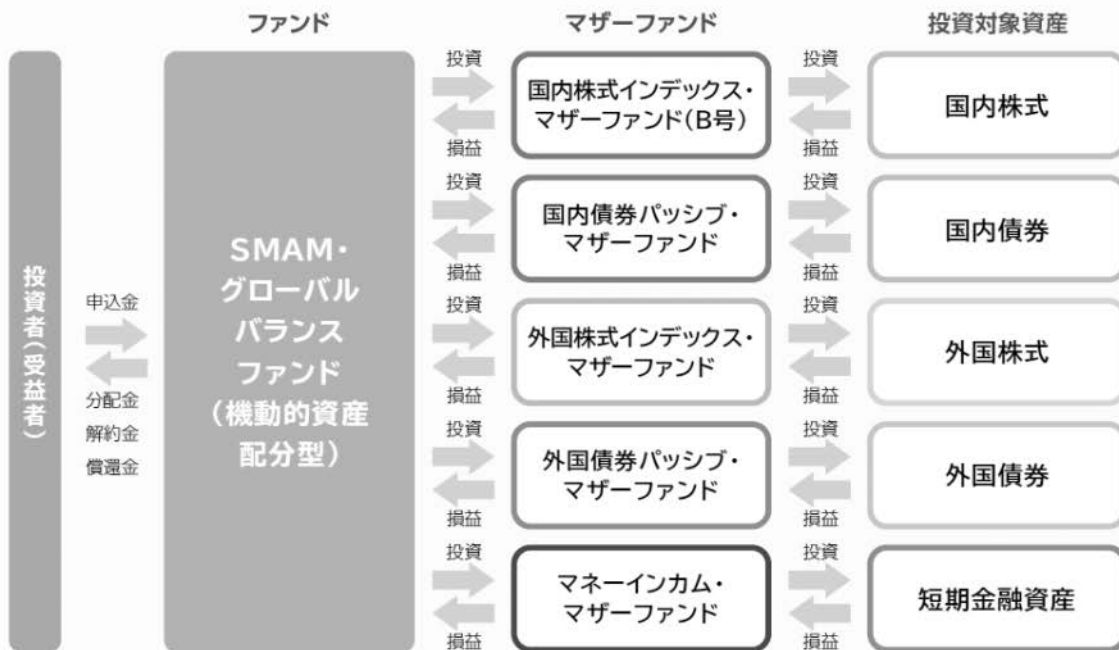 ファンド
マザーファンド
投資対象資産
投資者(受益者)
申込金
分配金
解約金
償還金
SMAM・
グローバル
バランス
ファンド
(機動的資産
配分型)
投資
損益
国内株式インデックス・
マザーファンド(B号)
投資
損益
国内株式
投資
損益
国内債券パッシブ・
マザーファンド
投資
損益
国内債券
投資
損益
外国株式インデックス・
マザーファンド
投資
損益
外国株式
投資
損益
外国債券パッシブ・
マザーファンド
投資
損益
外国債券
投資
損益
マネーインカム・
マザーファンド
投資
損益
短期金融資産